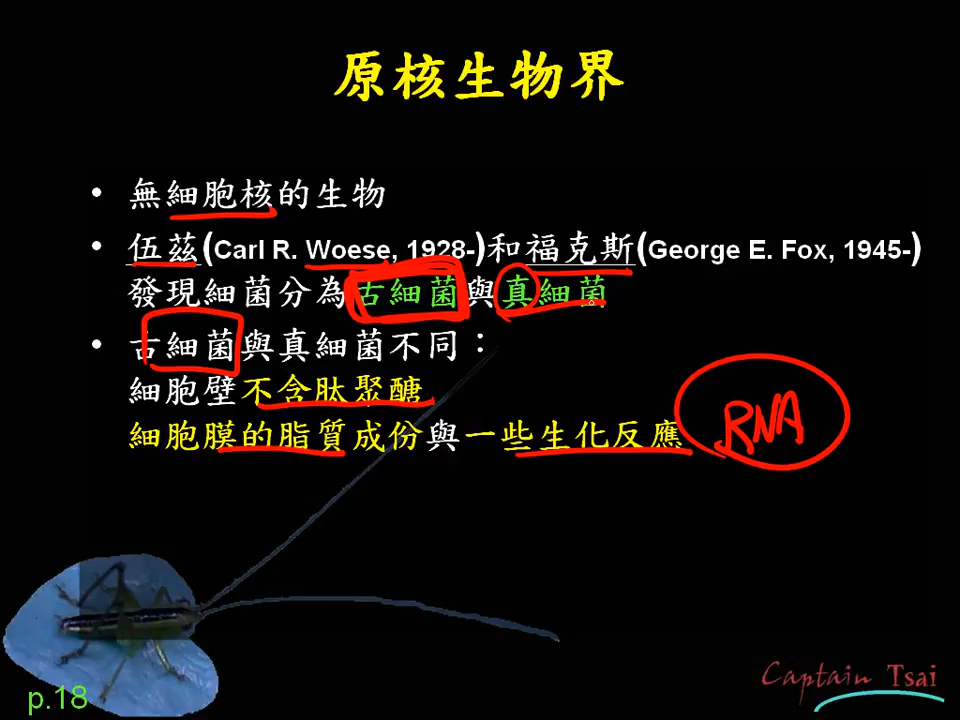 原核生物界
• 無細胞核的生物
• 伍茲(Carl R. Woese, 1928-)和福克斯(George E. Fox, 1945-)
發現細菌分為古細菌與真細菌
• 古細菌與真細菌不同：
細胞壁不含肽聚醣
細胞膜的脂質成份與一些生化反應
RNA
p.18
Captain Tsai